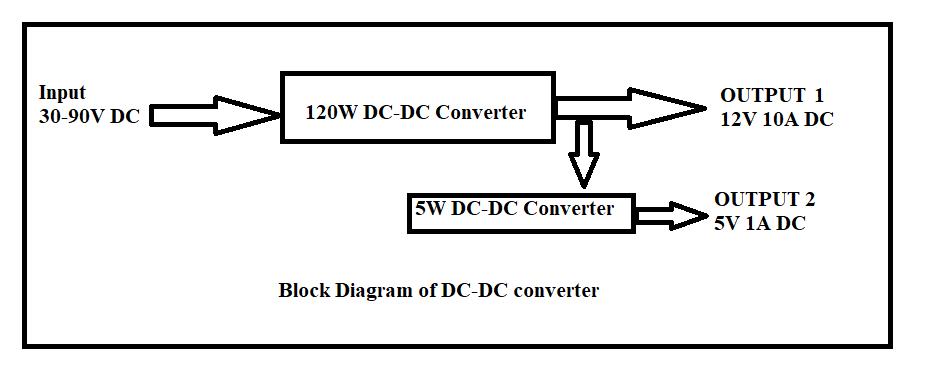 Input
30-90V DC
120W DC-DC Converter
OUTPUT 1
12V 10A DC
5W DC-DC Converter
OUTPUT 2
5V 1A DC
Block Diagram of DC-DC converter